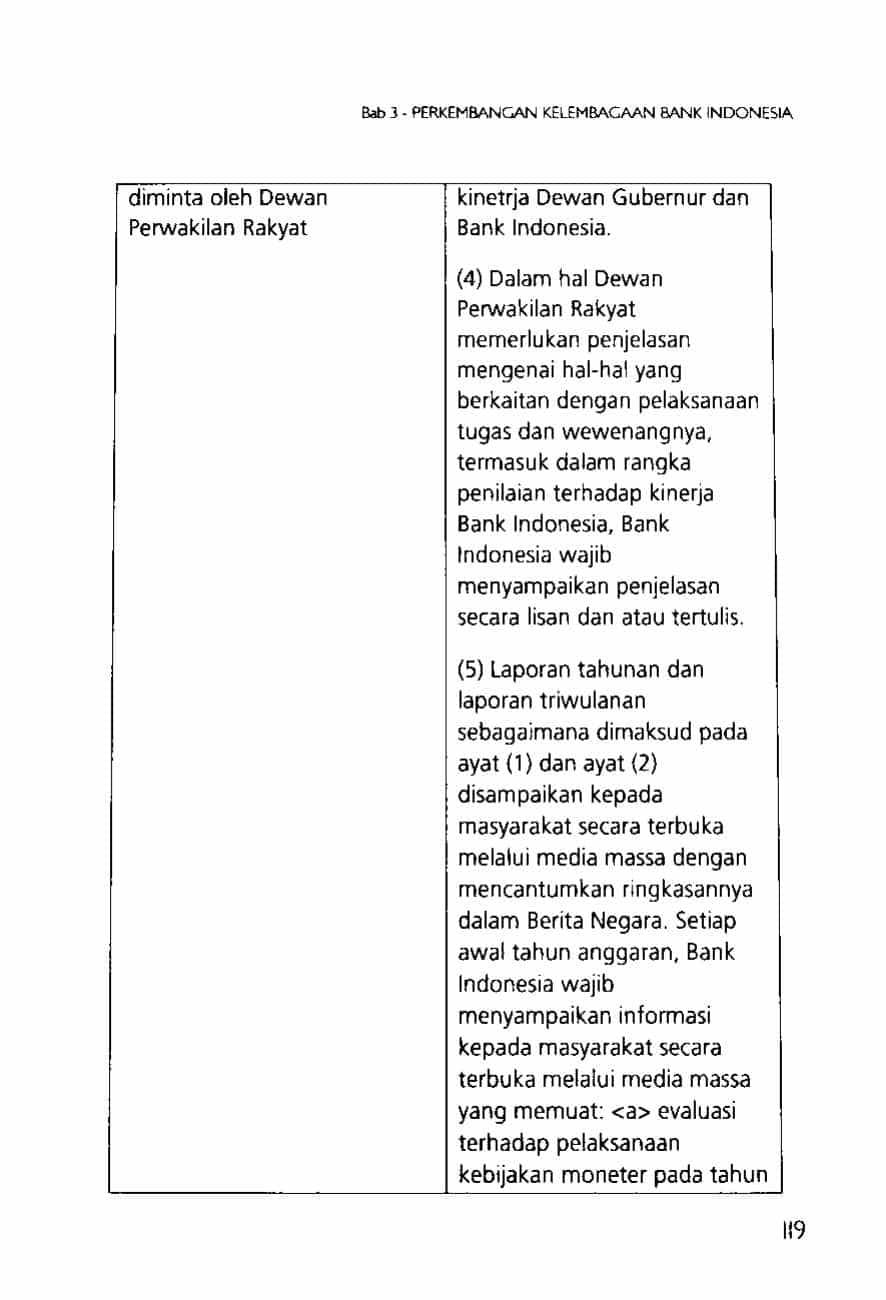 Bab 3 - PERKEMBANGAN KELEMBAGAAN BANK INDONESIA
diminta oleh Dewan
Perwakilan Rakyat
kinetrja Dewan Gubernur dan
Bank Indonesia.
(4) Dalam hal Dewan
Perwakilan Rakyat
memerlukan penjelasan
mengenai hal-hal yang
berkaitan dengan pelaksanaan
tugas dan wewenangnya,
termasuk dalam rangka
penilaian terhadap kinerja
Bank Indonesia, Bank
Indonesia wajib
menyampaikan penjelasan
secara lisan dan atau tertulis.
(5) Laporan tahunan dan
laporan triwulanan
sebagaimana dimaksud pada
ayat (1) dan ayat (2)
disampaikan kepada
masyarakat secara terbuka
melalui media massa dengan
mencantumkan ringkasannya
dalam Berita Negara. Setiap
awal tahun anggaran, Bank
Indonesia wajib
menyampaikan informasi
kepada masyarakat secara
terbuka melalui media massa
yang memuat: <a> evaluasi
terhadap pelaksanaan
kebijakan moneter pada tahun
119